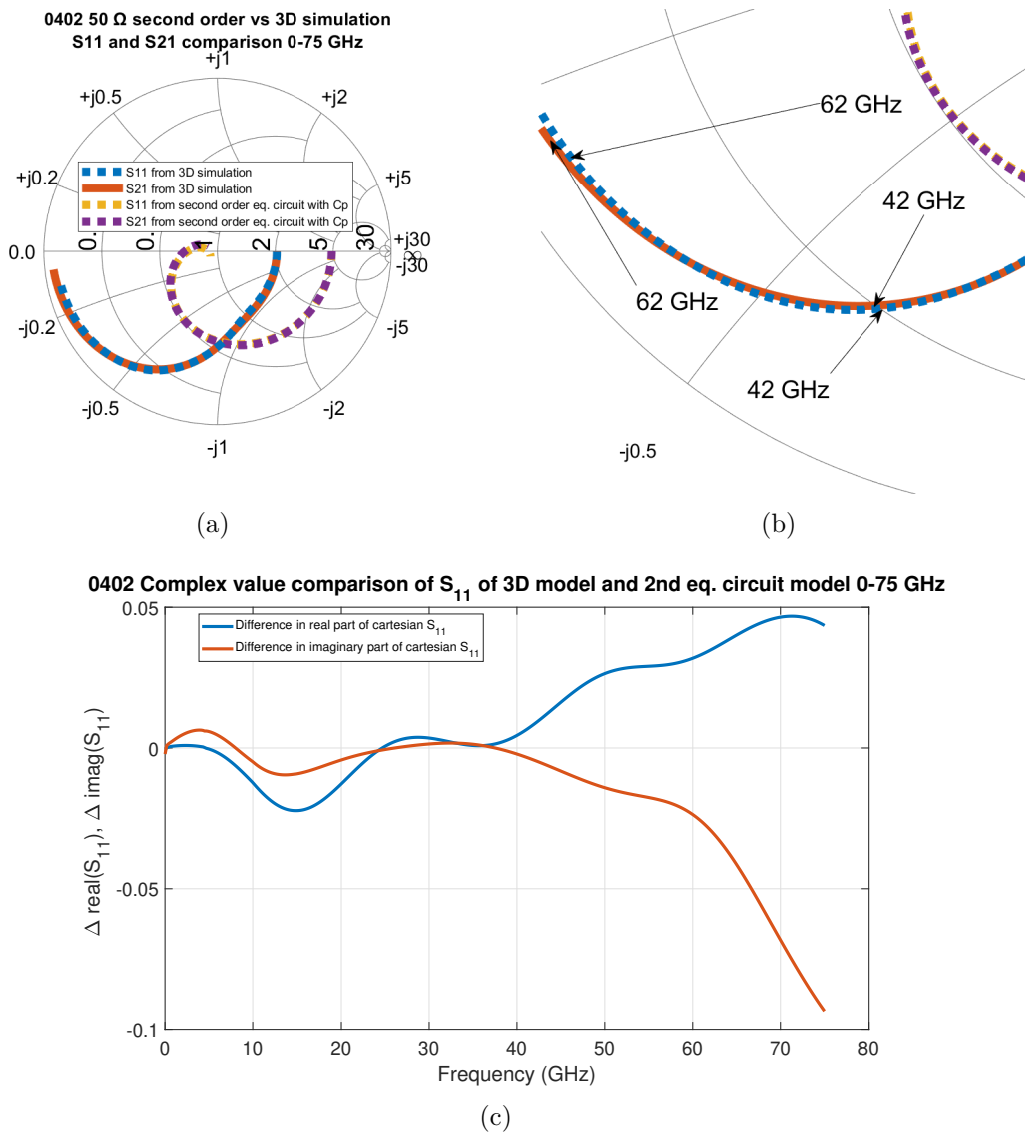 0402 50 Ω second order vs 3D simulation
S11 and S21 comparison 0-75 GHz
+j1
+j0.5
+j2
+j0.2
+j5
S11 from 3D simulation
S21 from 3D simulation
S11 from second order eq. circuit with Cp
S21 from second order eq. circuit with Cp
0.0
0.
0.
1
2
5
30
+j30
-j30
-j0.2
-j5
-j0.5
-j2
-j1
(a)
62 GHz
42 GHz
62 GHz
42 GHz
-j0.5
(b)
0402 Complex value comparison of S11 of 3D model and 2nd eq. circuit model 0-75 GHz
Difference in real part of cartesian S11
Difference in imaginary part of cartesian S11
Δ real(S11), Δ imag(S11)
0.05
0
-0.05
-0.1
0 10 20 30 40 50 60 70 80
Frequency (GHz)
(c)